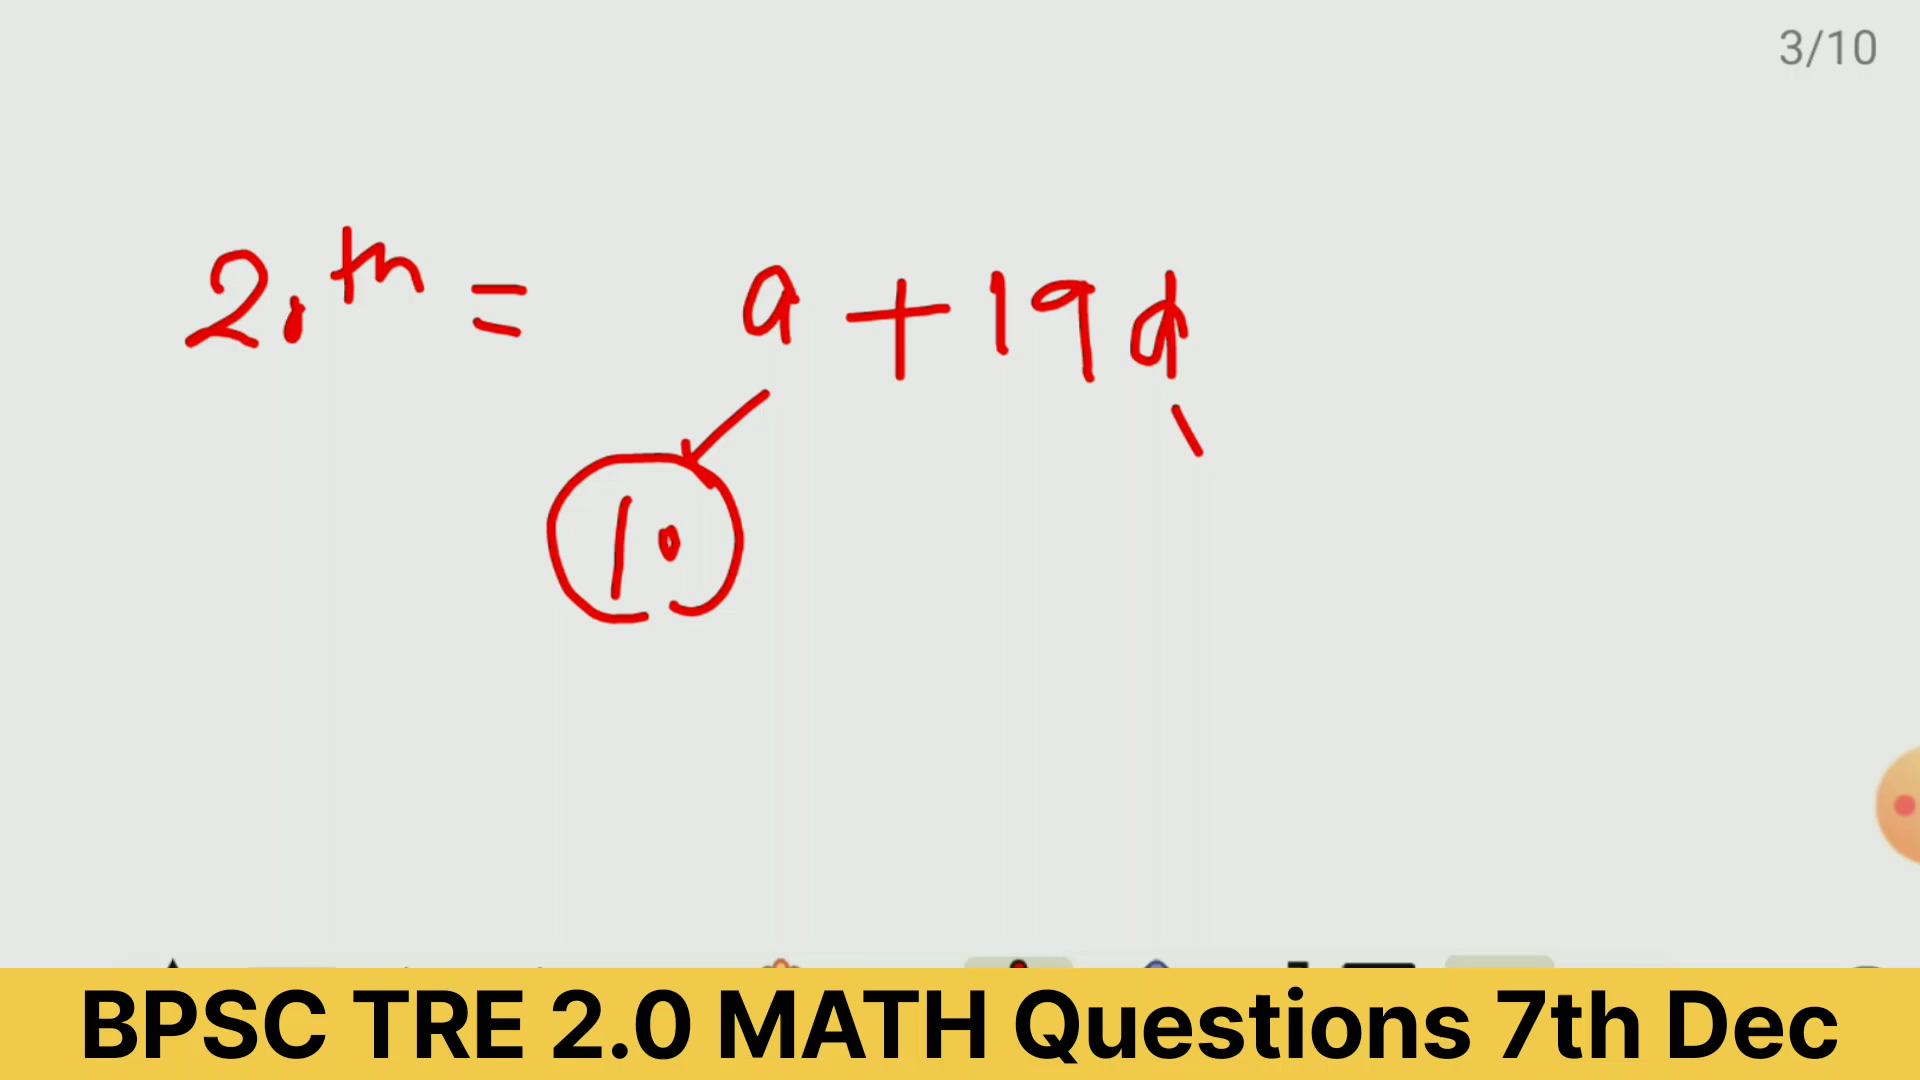 3/10
20th = a + 19d
10
BPSC TRE 2.0 MATH Questions 7th Dec